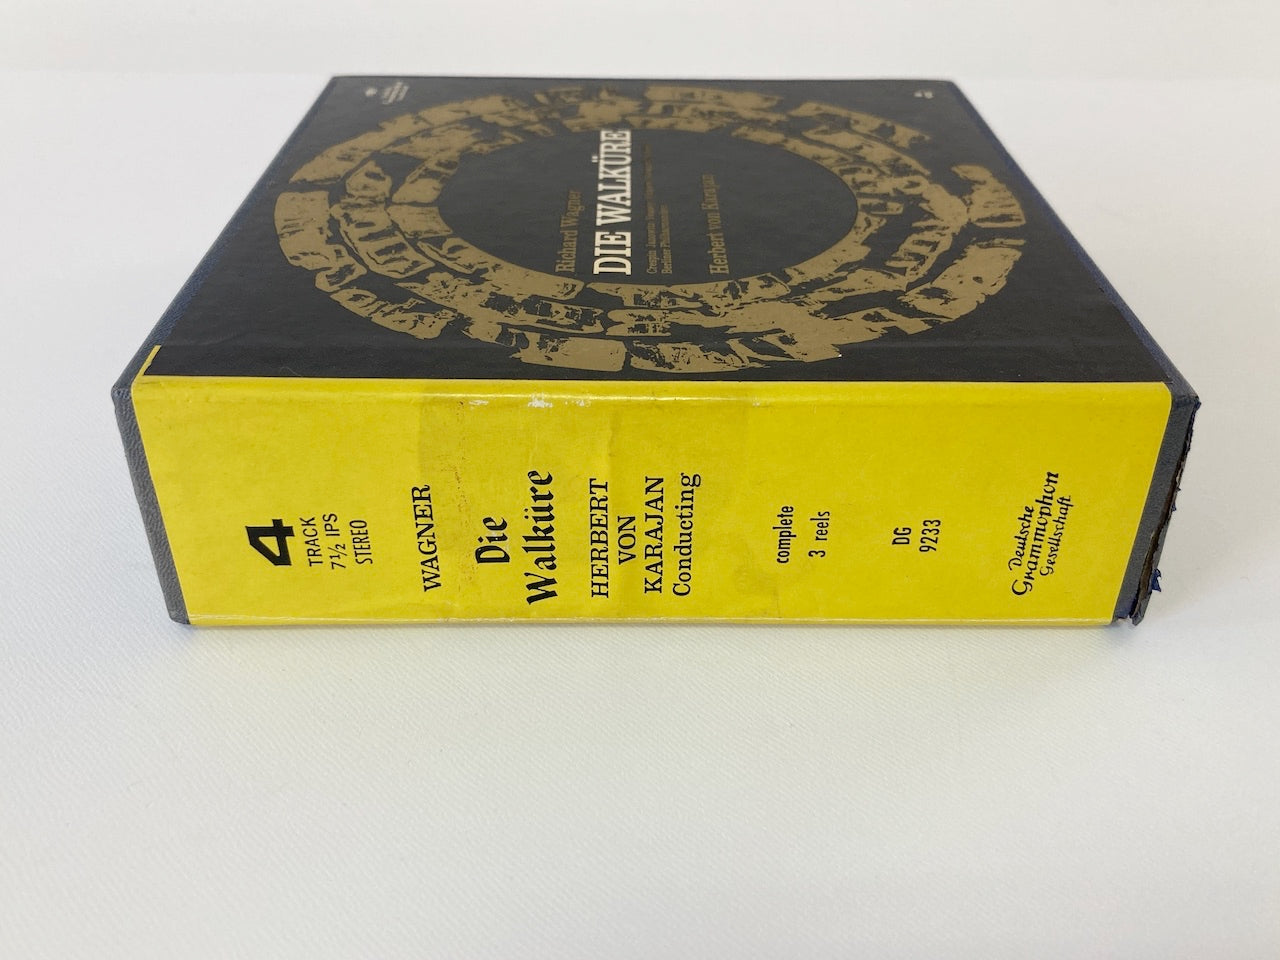 Richard Wagner
DIE WALKÜRE
Berliner Philharmoniker
Herbert von Karajan
4
TRACK
7½ IPS
STEREO
WAGNER
Die
Walküre
HERBERT
VON
KARAJAN
Conducting
complete
3 reels
DG
9233
Deutsche
Grammophon
Gesellschaft